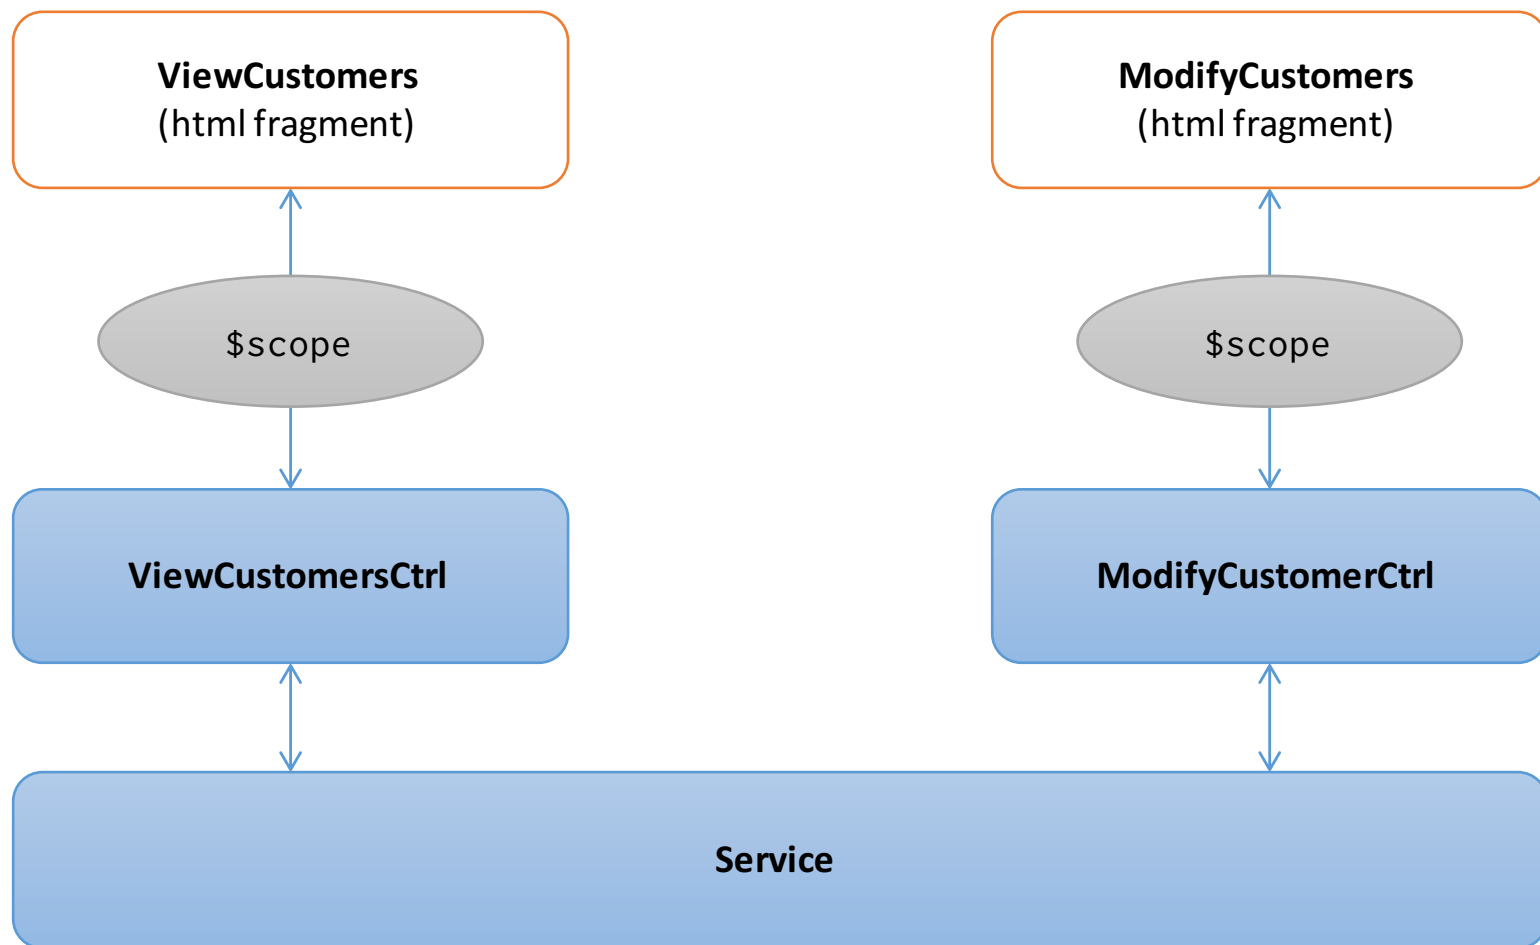 ViewCustomers
(html fragment)
ModifyCustomers
(html fragment)
$scope
$scope
ViewCustomersCtrl
ModifyCustomerCtrl
Service